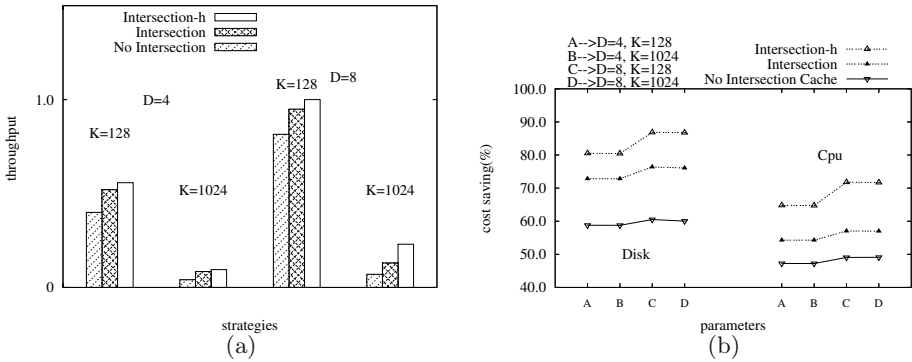 Intersection-h
Intersection
No Intersection
1.0
0
throughput
D=4
K=128
K=1024
K=128
D=8
K=1024
strategies
(a)
A-->D=4, K=128
B-->D=4, K=1024
C-->D=8, K=128
D-->D=8, K=1024
Intersection-h
Intersection
No Intersection Cache
100.0
90.0
80.0
70.0
60.0
50.0
40.0
cost saving(%)
Disk
Cpu
A B C D A B C D
parameters
(b)